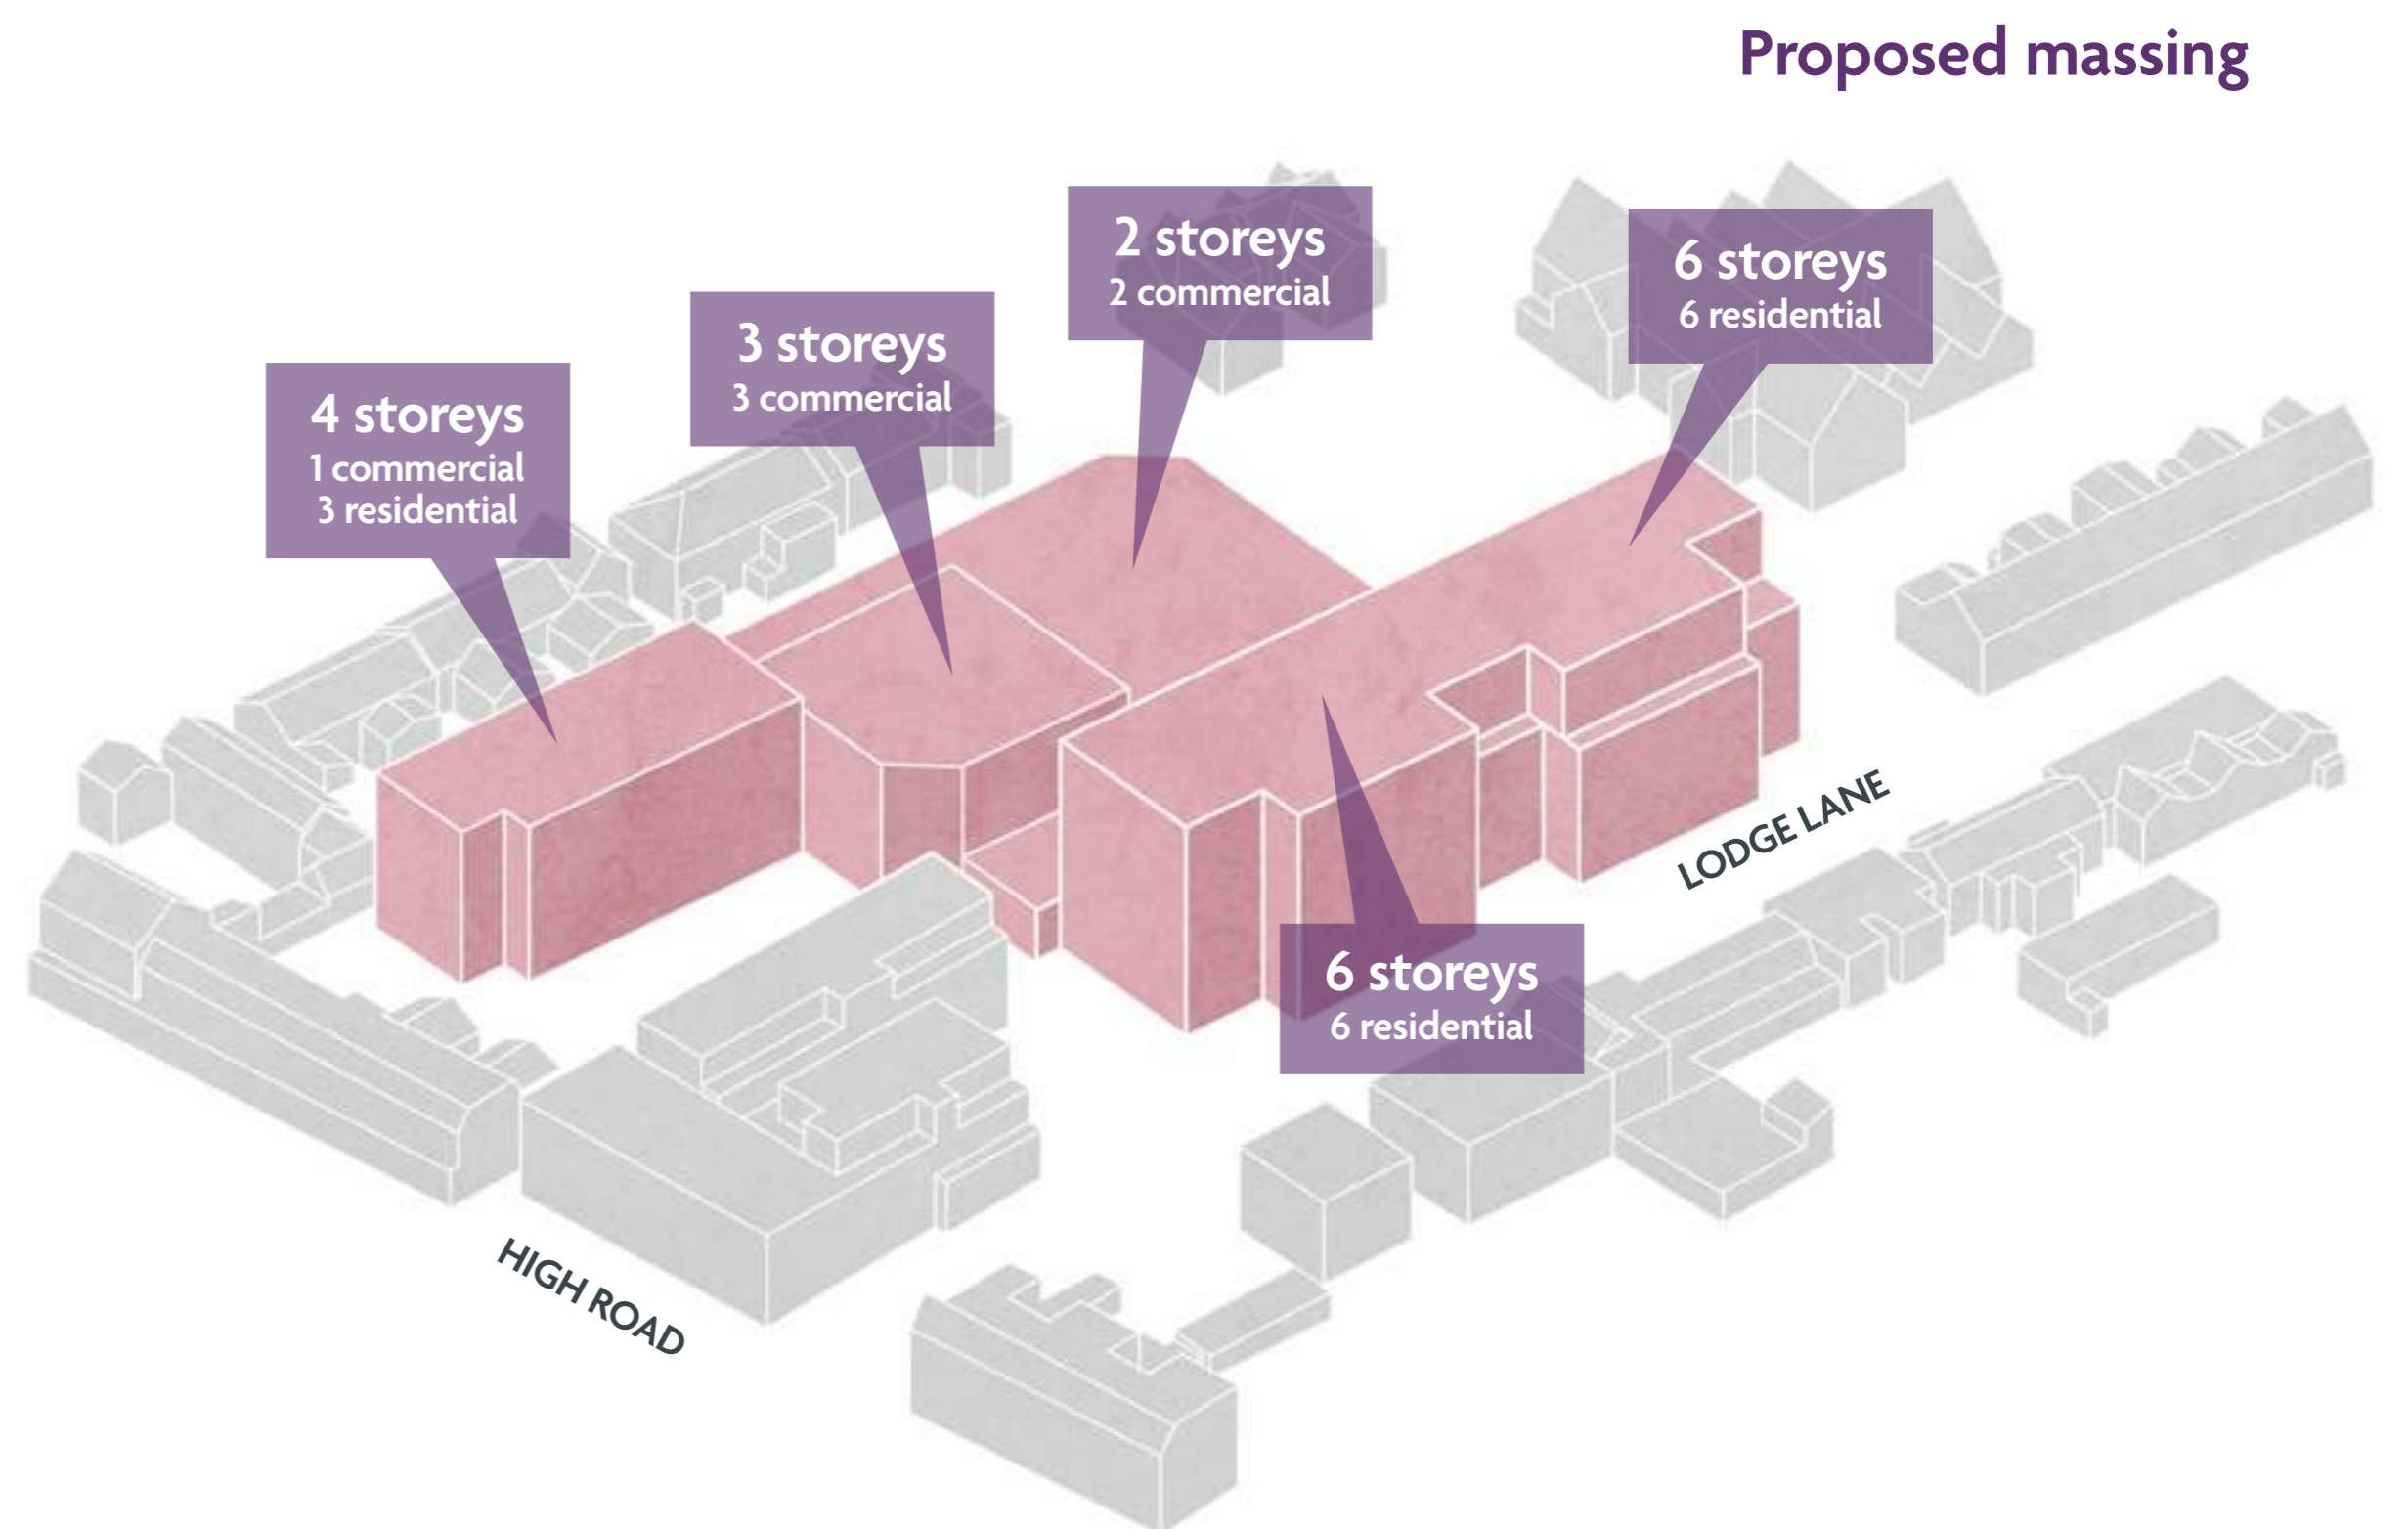 Proposed massing
2 storeys
2 commercial
6 storeys
6 residential
3 storeys
3 commercial
4 storeys
1 commercial
3 residential
LODGE LANE
6 storeys
6 residential
HIGH ROAD